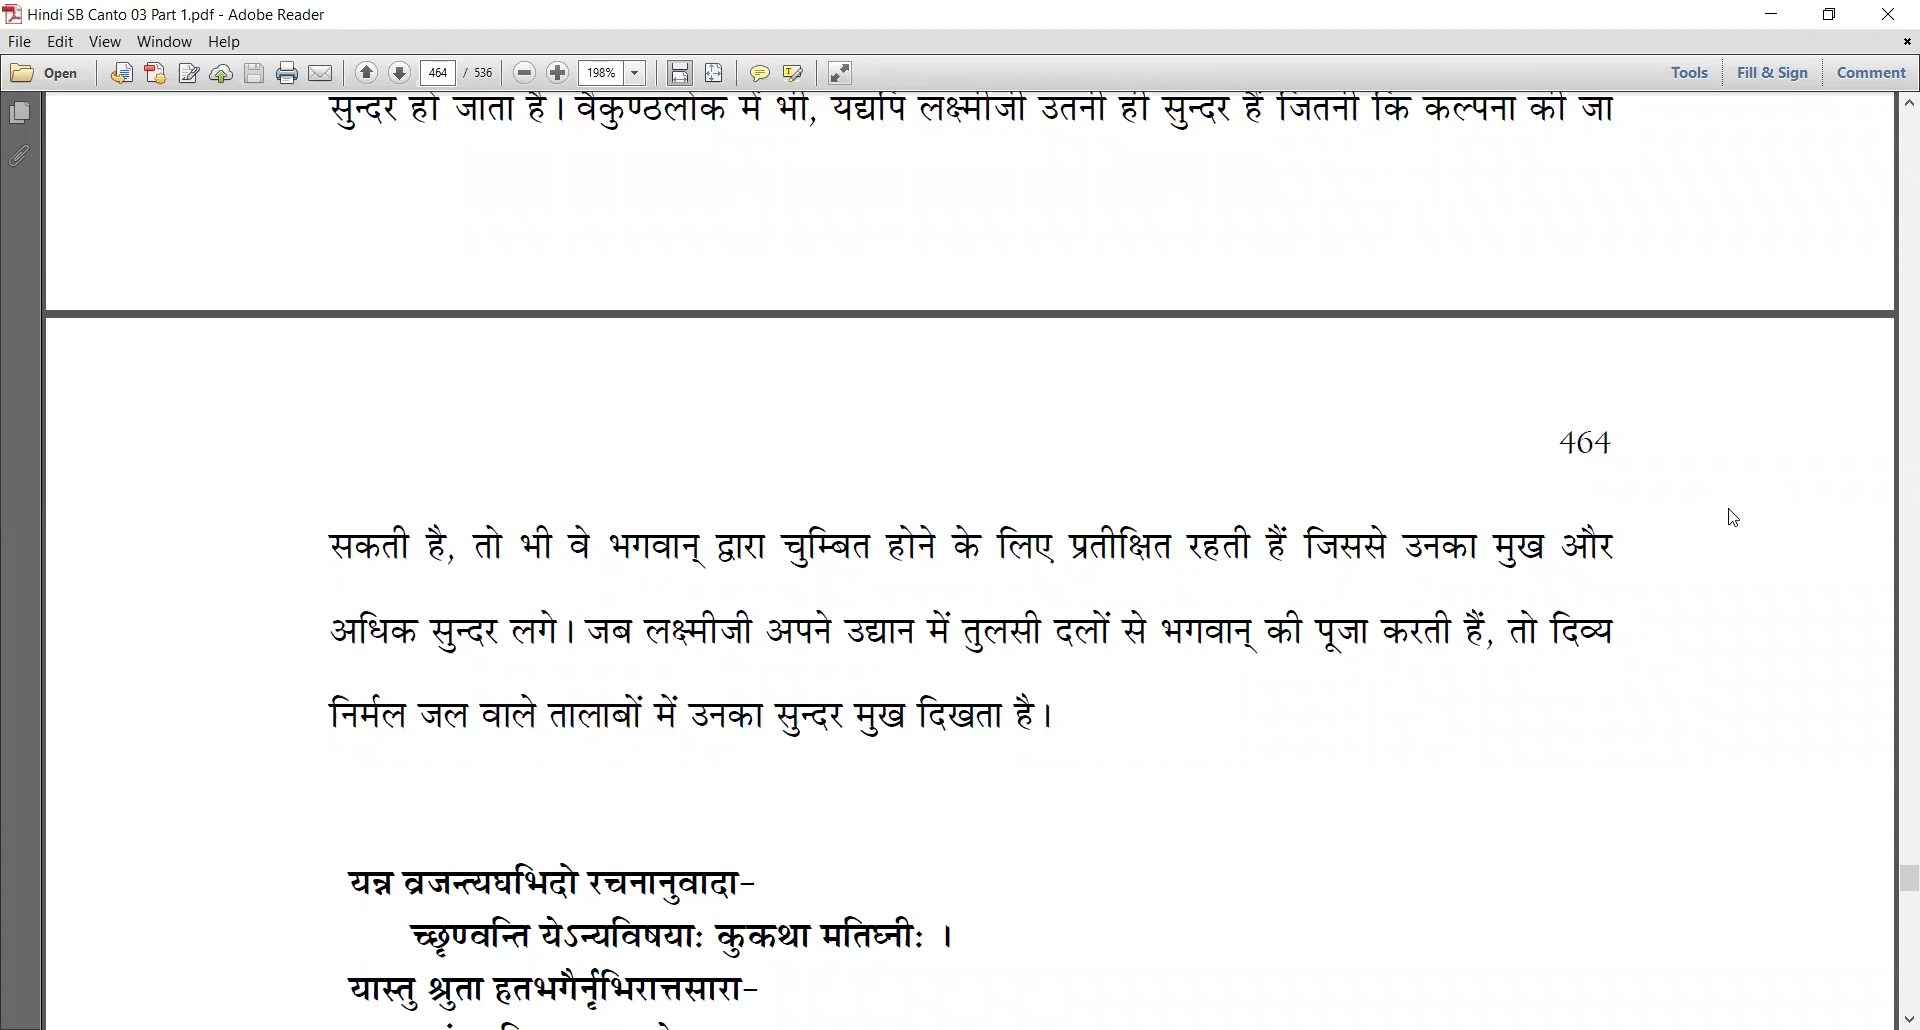 Hindi SB Canto 03 Part 1.pdf - Adobe Reader
File Edit View Window Help
Open 464 / 536 198% Tools Fill & Sign Comment
सुन्दर हो जाता है। वैकुण्ठलोक में भी, यद्यपि लक्ष्मीजी उतनी ही सुन्दर हैं जितनी कि कल्पना की जा
464
सकती है, तो भी वे भगवान् द्वारा चुम्बित होने के लिए प्रतीक्षित रहती हैं जिससे उनका मुख और
अधिक सुन्दर लगे। जब लक्ष्मीजी अपने उद्यान में तुलसी दलों से भगवान् की पूजा करती हैं, तो दिव्य
निर्मल जल वाले तालाबों में उनका सुन्दर मुख दिखता है।
यन्न व्रजन्त्यघभिदो रचनानुवादा-
च्छृण्वन्ति येऽन्यविषयाः कुकथा मतिघ्नीः ।
यास्तु श्रुता हतभगैर्नृभिरात्तसारा-